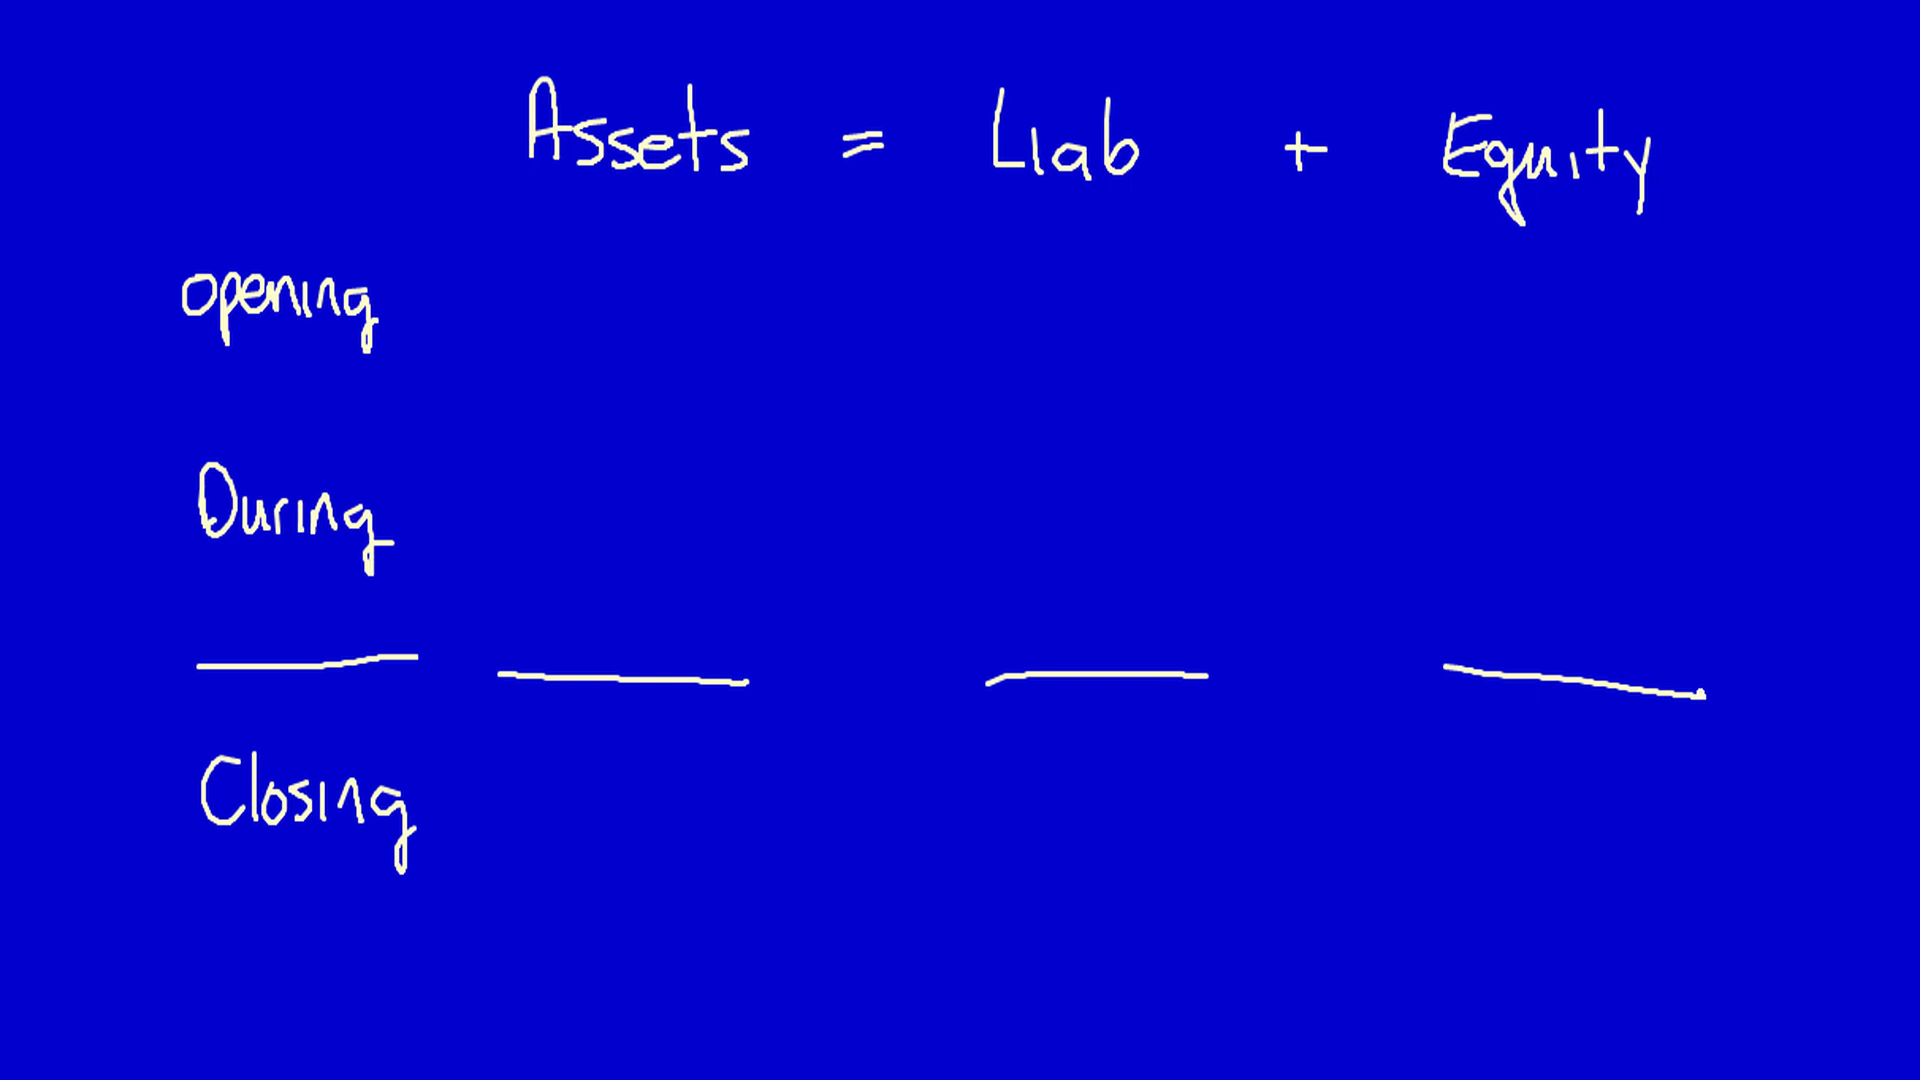 Assets = Liab + Equity
opening
During
Closing